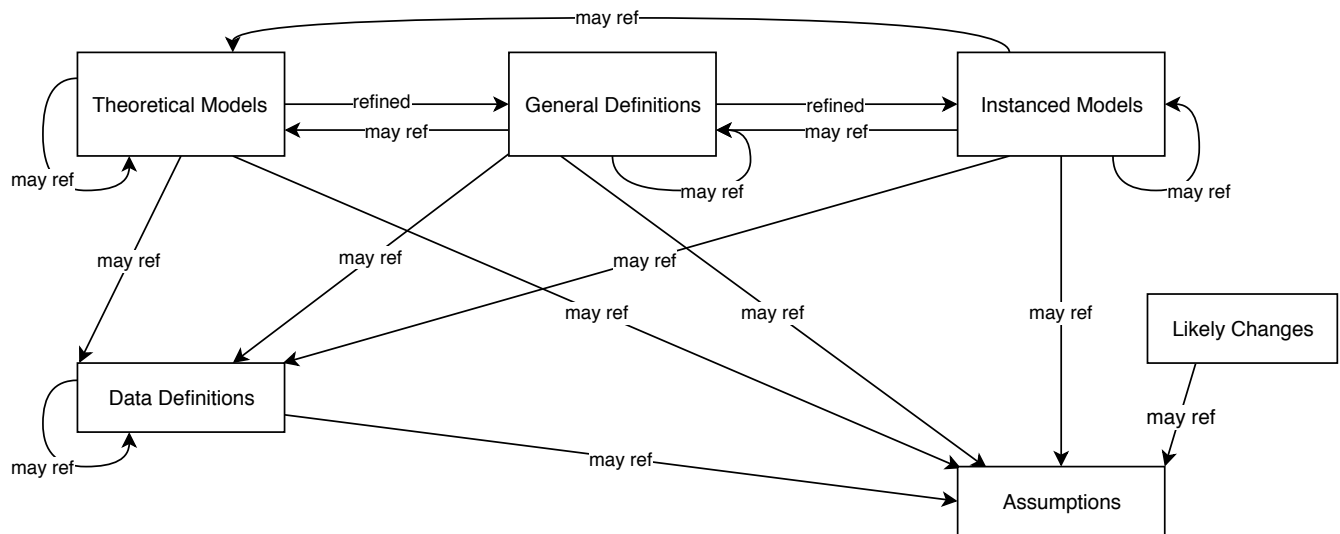 may ref
Theoretical Models
refined
General Definitions
refined
Instanced Models
may ref
may ref
may ref
may ref
may ref
may ref
may ref
may ref
may ref
may ref
may ref
Likely Changes
Data Definitions
may ref
may ref
may ref
Assumptions